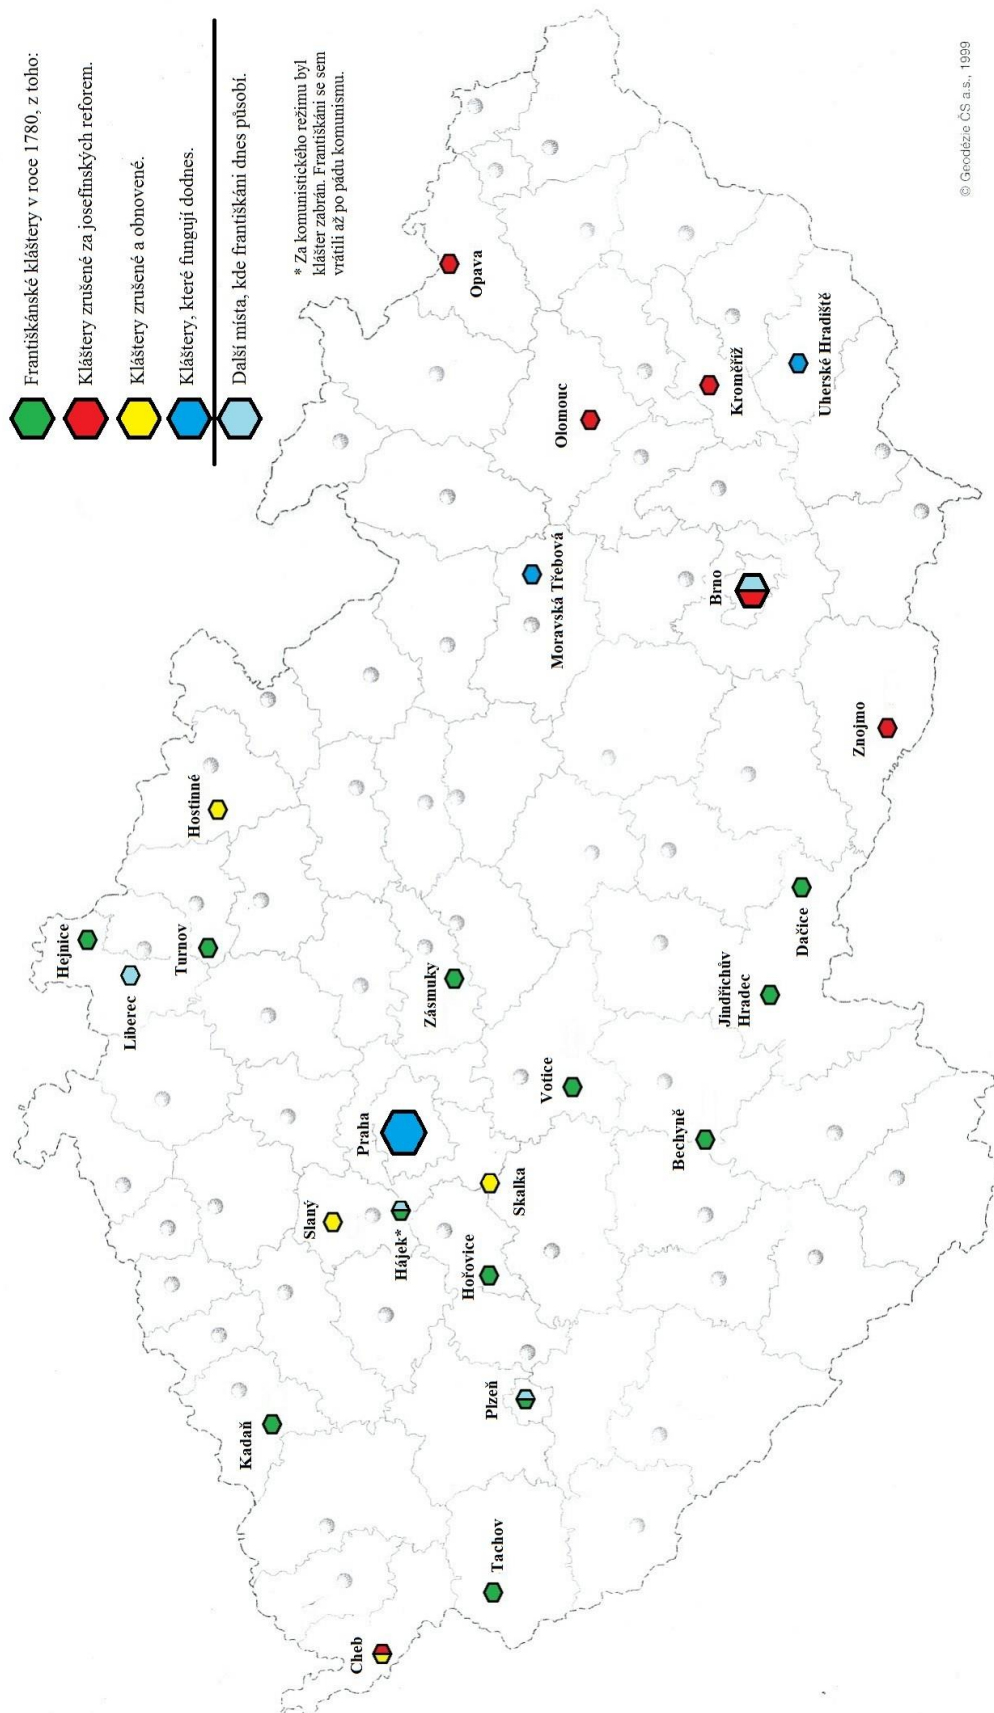 Františkánské kláštery v roce 1780, z toho:
Kláštery zrušené za josefínských reforem.
Kláštery zrušené a obnovené.
Kláštery, které fungují dodnes.
Další místa, kde františkáni dnes působí.
* Za komunistického režimu byl
klášter zabrán. Františkáni se sem
vrátili až po pádu komunismu.
Hejnice
Liberec
Turnov
Hostinné
Kadaň
Slaný
Praha
Hájek*
Zásmuky
Cheb
Tachov
Plzeň
Hořovice
Skalka
Votice
Bechyně
Jindřichův
Hradec
Dačice
Moravská Třebová
Opava
Olomouc
Kroměříž
Uherské Hradiště
Brno
Znojmo
© Geodézie ČS a.s., 1999